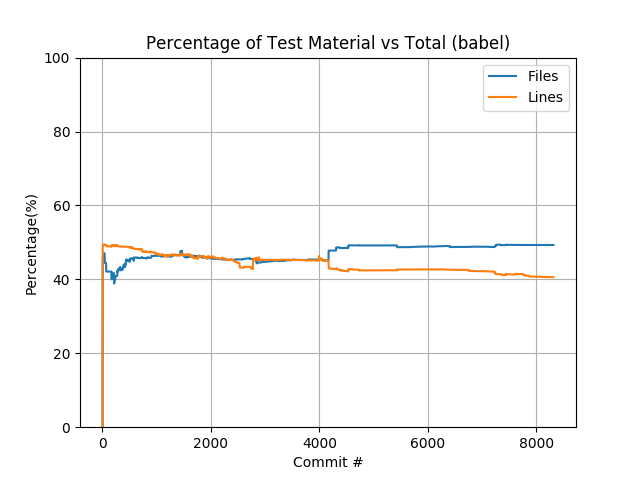 Percentage of Test Material vs Total (babel)
Files
Lines
100
80
60
40
20
0
Percentage(%)
0 2000 4000 6000 8000
Commit #